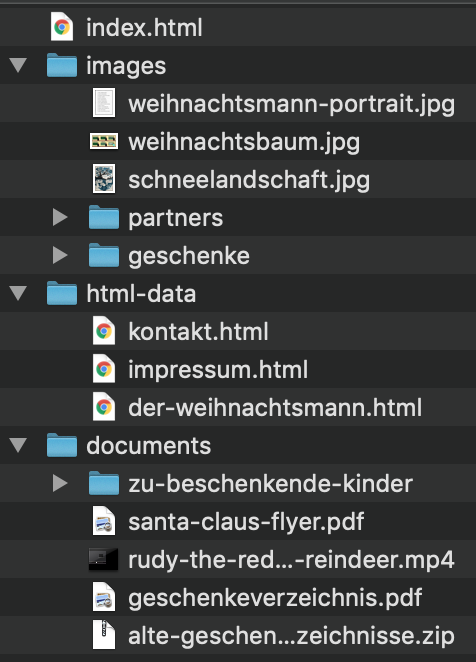 index.html
images
weihnachtsmann-portrait.jpg
weihnachtsbaum.jpg
schneelandschaft.jpg
partners
geschenke
html-data
kontakt.html
impressum.html
der-weihnachtsmann.html
documents
zu-beschenkende-kinder
santa-claus-flyer.pdf
rudy-the-red...-reindeer.mp4
geschenkeverzeichnis.pdf
alte-geschen...zeichnisse.zip